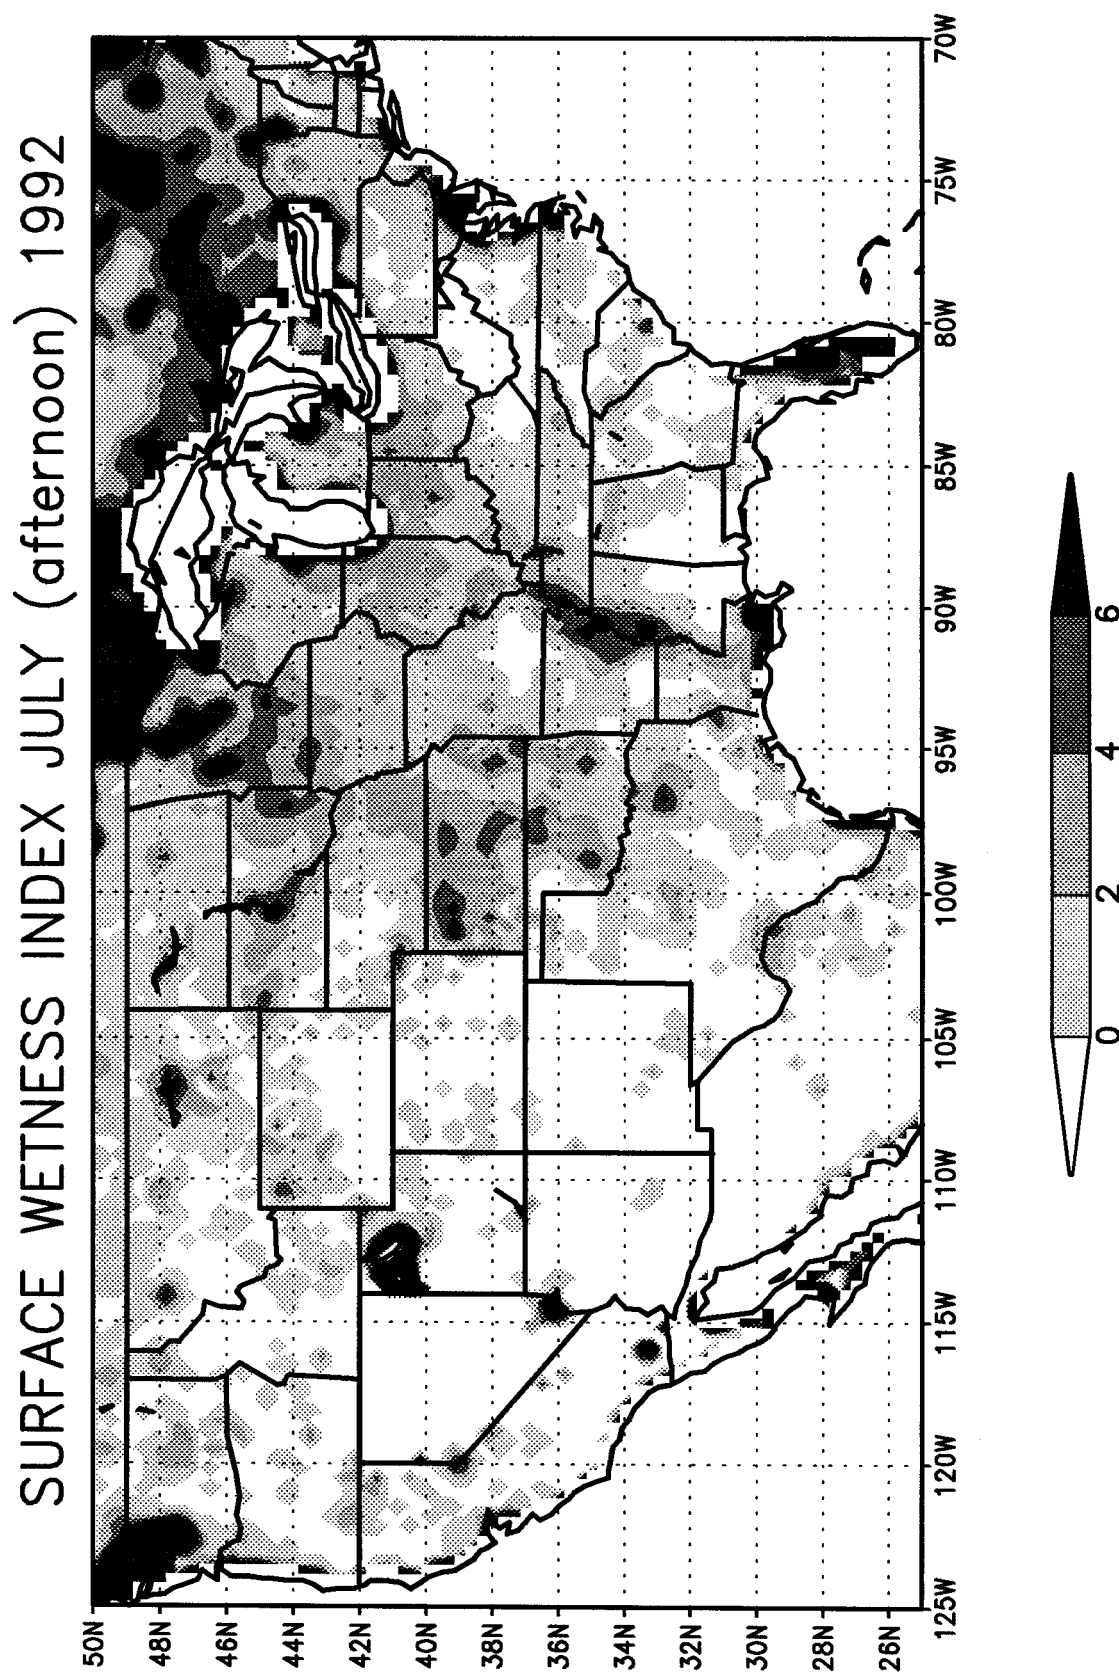 SURFACE WETNESS INDEX JULY (afternoon) 1992
50N
48N
46N
44N
42N
40N
38N
36N
34N
32N
30N
28N
26N
125W 120W 115W 110W 105W 100W 95W 90W 85W 80W 75W 70W
0 2 4 6